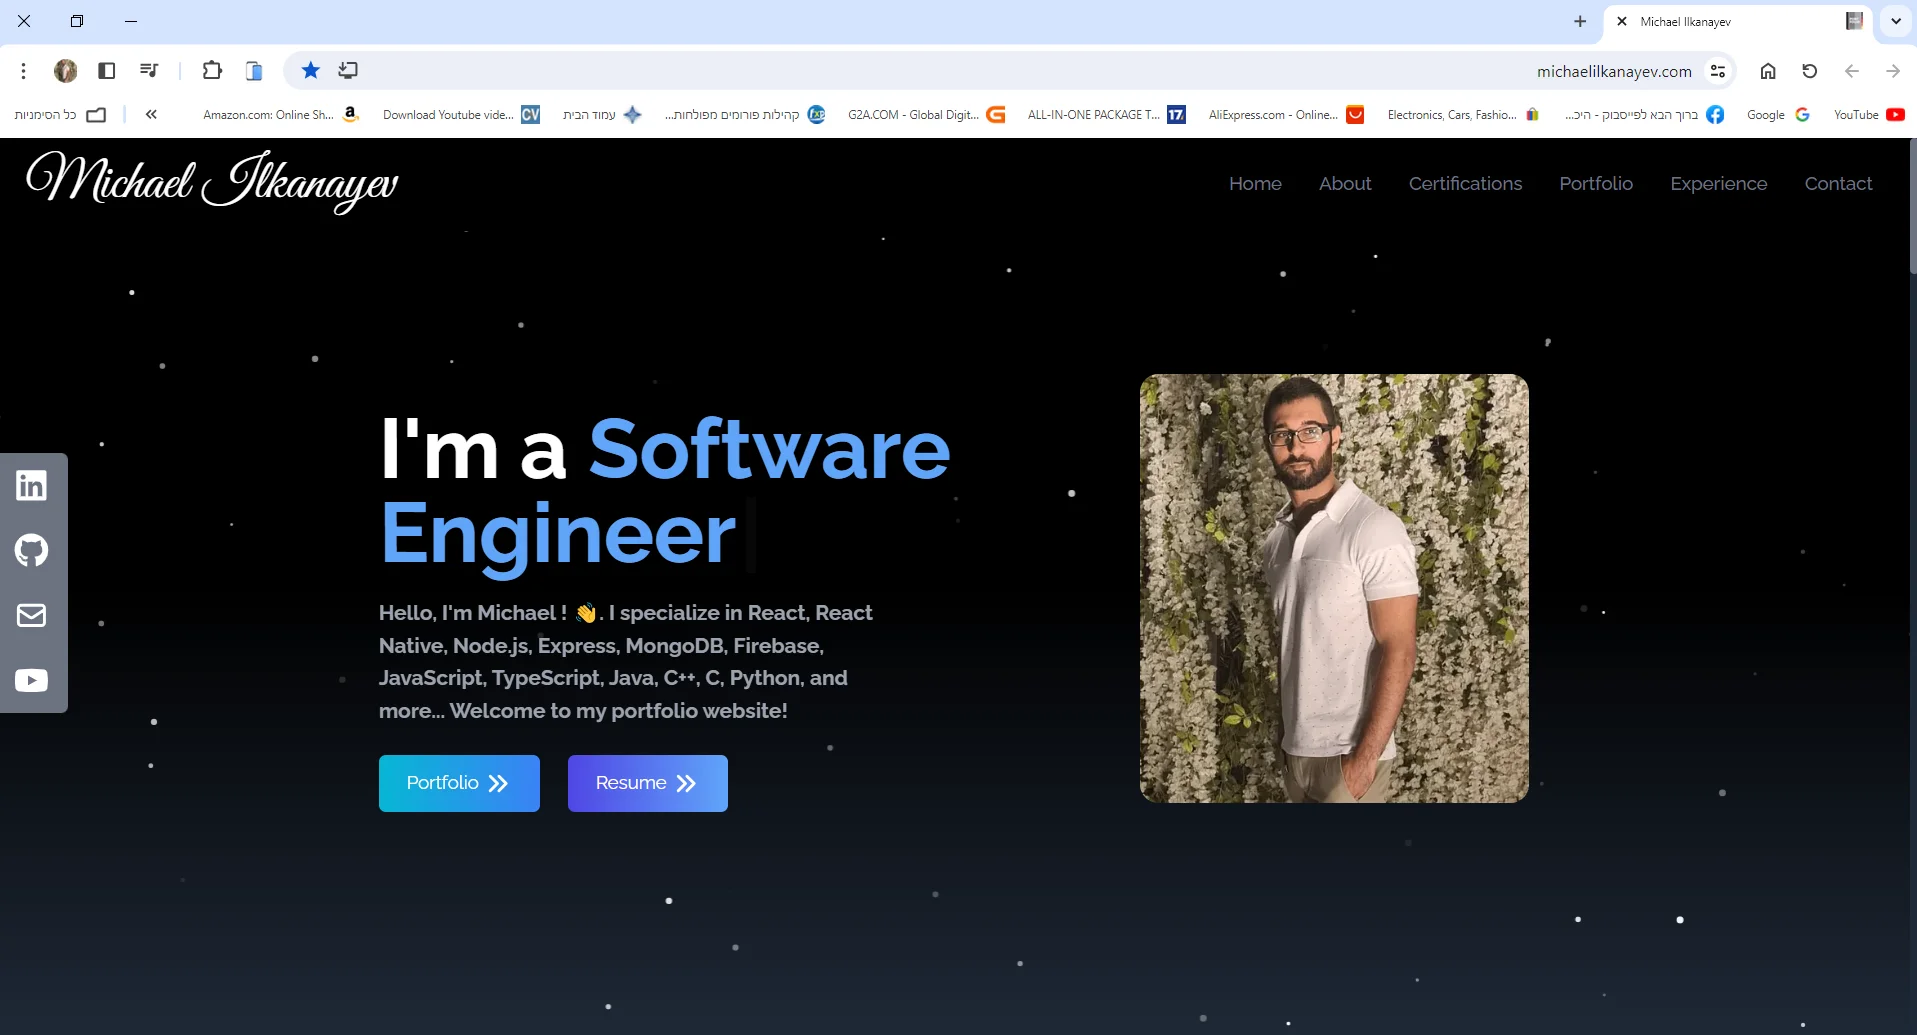 Michael Ilkanayev
michaelilkanayev.com
כל הסימניות
Amazon.com: Online Sh...
Download Youtube vide...
עמוד הבית
קהילות פורומים מפולחות...
G2A.COM - Global Digit...
ALL-IN-ONE PACKAGE T...
AliExpress.com - Online...
Electronics, Cars, Fashio...
ברוך הבא לפייסבוק - היכ...
Google
YouTube
Michael Ilkanayev
Home
About
Certifications
Portfolio
Experience
Contact
I'm a Software
Engineer
Hello, I'm Michael ! 👋. I specialize in React, React
Native, Node.js, Express, MongoDB, Firebase,
JavaScript, TypeScript, Java, C++, C, Python, and
more... Welcome to my portfolio website!
Portfolio
Resume